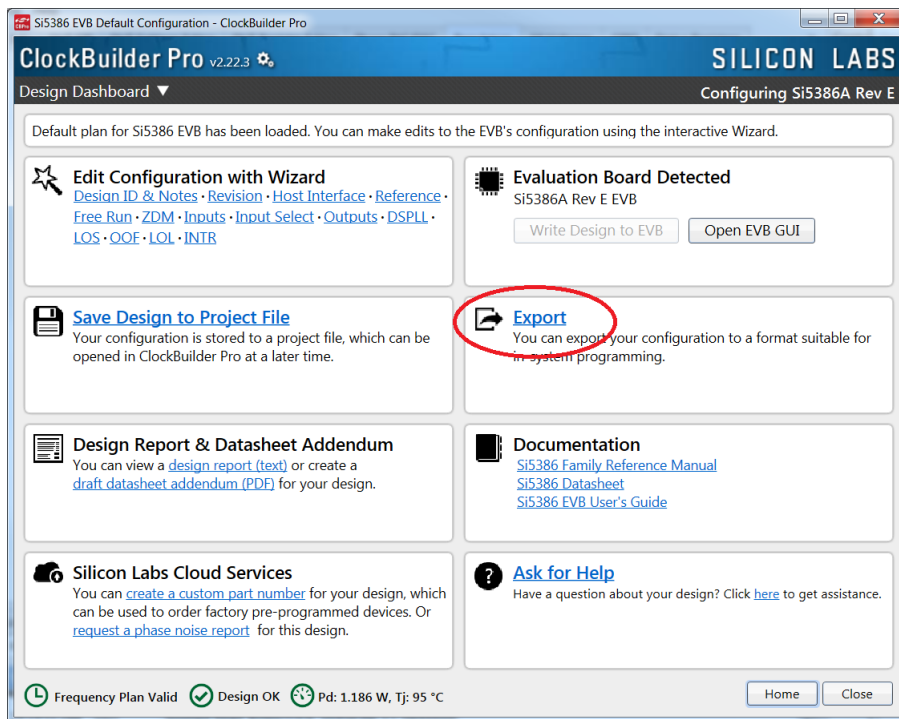 Si5386 EVB Default Configuration - ClockBuilder Pro
ClockBuilder Pro v2.22.3
SILICON LABS
Design Dashboard ▼
Configuring Si5386A Rev E
Default plan for Si5386 EVB has been loaded. You can make edits to the EVB's configuration using the interactive Wizard.
Edit Configuration with Wizard
Design ID & Notes · Revision · Host Interface · Reference ·
Free Run · ZDM · Inputs · Input Select · Outputs · DSPLL ·
LOS · OOF · LOL · INTR
Evaluation Board Detected
Si5386A Rev E EVB
Write Design to EVB
Open EVB GUI
Save Design to Project File
Your configuration is stored to a project file, which can be
opened in ClockBuilder Pro at a later time.
Export
You can export your configuration to a format suitable for
in-system programming.
Design Report & Datasheet Addendum
You can view a design report (text) or create a
draft datasheet addendum (PDF) for your design.
Documentation
Si5386 Family Reference Manual
Si5386 Datasheet
Si5386 EVB User's Guide
Silicon Labs Cloud Services
You can create a custom part number for your design, which
can be used to order factory pre-programmed devices. Or
request a phase noise report for this design.
Ask for Help
Have a question about your design? Click here to get assistance.
Frequency Plan Valid
Design OK
Pd: 1.186 W, Tj: 95 °C
Home
Close